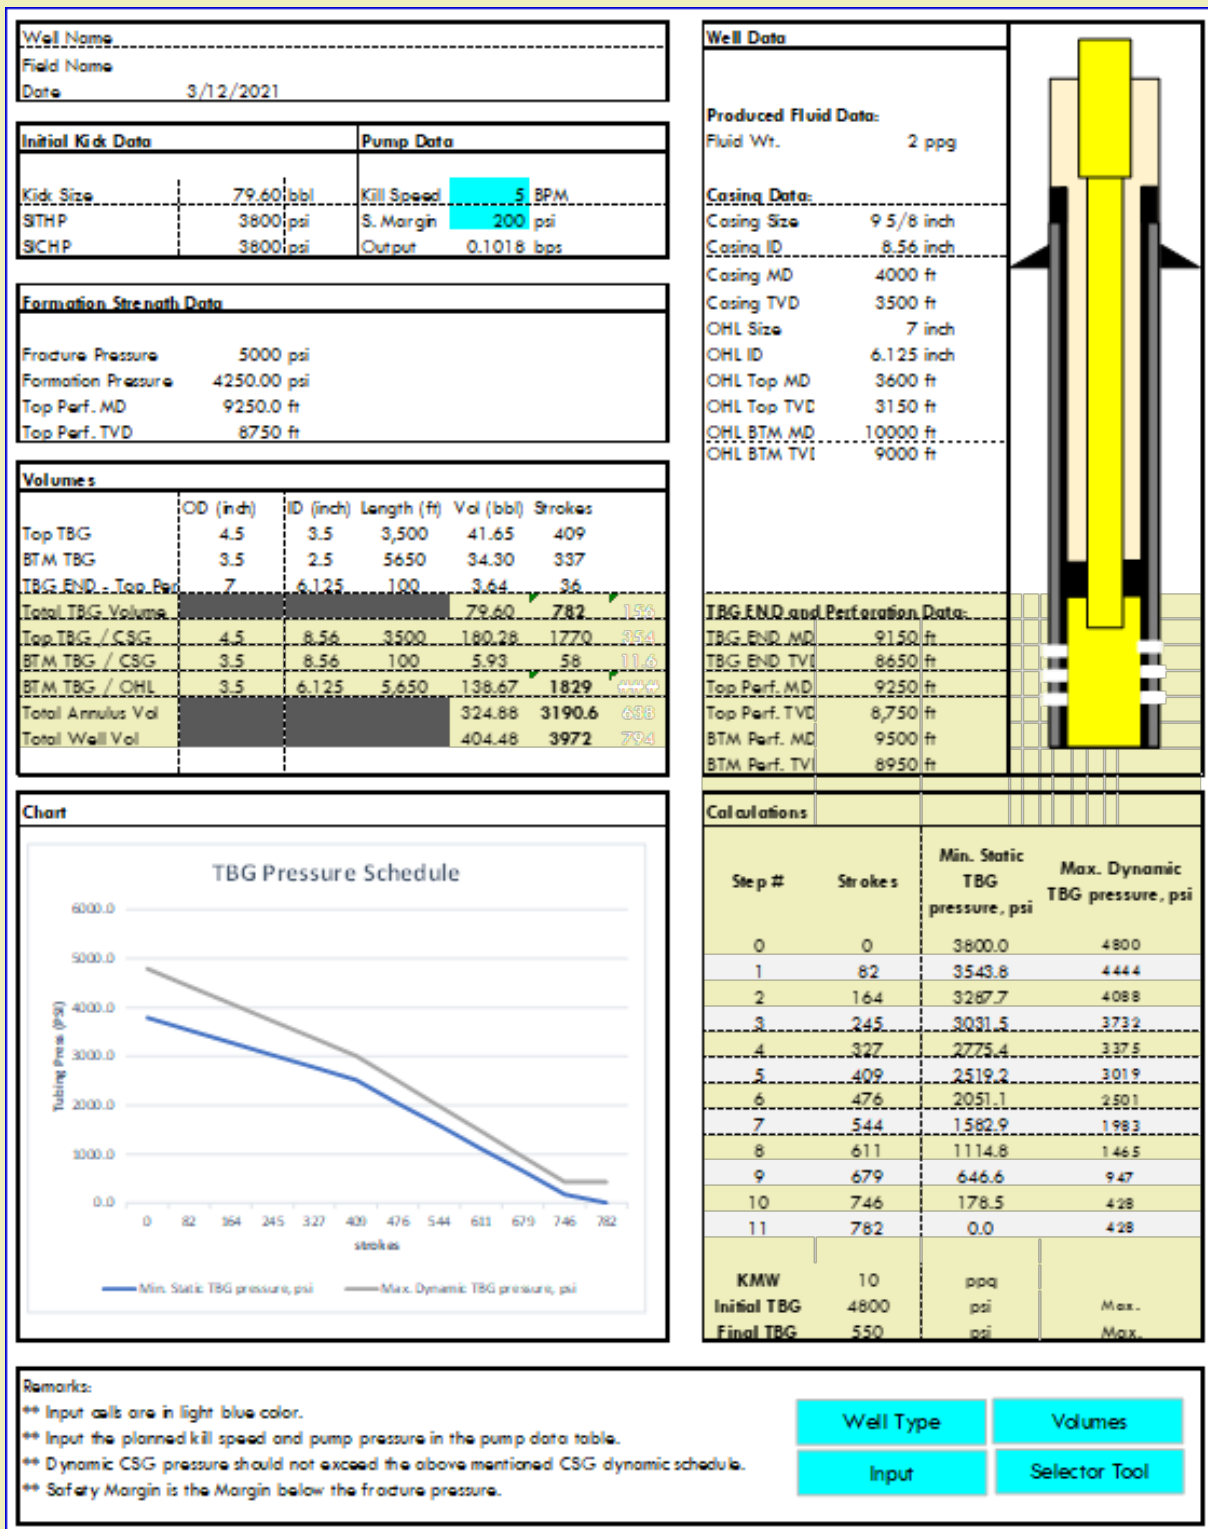 Well Name
Field Name
Date 3/12/2021
Initial Kick Data Pump Data
Kick Size 79.60 bbl Kill Speed 5 BPM
SITHP 3800 psi S. Margin 200 psi
SICHP 3800 psi Output 0.1018 bps
Formation Strength Data
Fracture Pressure 5000 psi
Formation Pressure 4250.00 psi
Top Perf. MD 9250.0 ft
Top Perf. TVD 8750 ft
Volumes
OD (inch) ID (inch) Length (ft) Vol (bbl) Strokes
Top TBG 4.5 3.5 3,500 41.65 409
BTM TBG 3.5 2.5 5650 34.30 337
TBG END - Top Per 7 6.125 100 3.64 36
Total TBG Volume 79.60 782 156
Top TBG / CSG 4.5 8.56 3500 180.28 1770 354
BTM TBG / CSG 3.5 8.56 100 5.93 58 11.6
BTM TBG / OHL 3.5 6.125 5,650 138.67 1829 ###
Total Annulus Vol 324.88 3190.6 638
Total Well Vol 404.48 3972 794
Well Data
Produced Fluid Data:
Fluid Wt. 2 ppg
Casing Data:
Casing Size 9 5/8 inch
Casing ID 8.56 inch
Casing MD 4000 ft
Casing TVD 3500 ft
OHL Size 7 inch
OHL ID 6.125 inch
OHL Top MD 3600 ft
OHL Top TVD 3150 ft
OHL BTM MD 10000 ft
OHL BTM TVD 9000 ft
TBG END and Perforation Data:
TBG END MD 9150 ft
TBG END TVD 8650 ft
Top Perf. MD 9250 ft
Top Perf. TVD 8,750 ft
BTM Perf. MD 9500 ft
BTM Perf. TVD 8950 ft
Chart
TBG Pressure Schedule
6000.0
5000.0
4000.0
3000.0
2000.0
1000.0
0.0
Tubing Press (PSI)
0 82 164 245 327 409 476 544 611 679 746 782
strokes
Min. Static TBG pressure, psi Max. Dynamic TBG pressure, psi
Calculations
Step # Strokes Min. Static TBG pressure, psi Max. Dynamic TBG pressure, psi
0 0 3800.0 4800
1 82 3543.8 4444
2 164 3287.7 4088
3 245 3031.5 3732
4 327 2775.4 3375
5 409 2519.2 3019
6 476 2051.1 2501
7 544 1582.9 1983
8 611 1114.8 1465
9 679 646.6 947
10 746 178.5 428
11 782 0.0 428
KMW 10 ppg
Initial TBG 4800 psi Max.
Final TBG 550 psi Max.
Remarks:
** Input cells are in light blue color.
** Input the planned kill speed and pump pressure in the pump data table.
** Dynamic CSG pressure should not exceed the above mentioned CSG dynamic schedule.
** Safety Margin is the Margin below the fracture pressure.
Well Type Volumes
Input Selector Tool